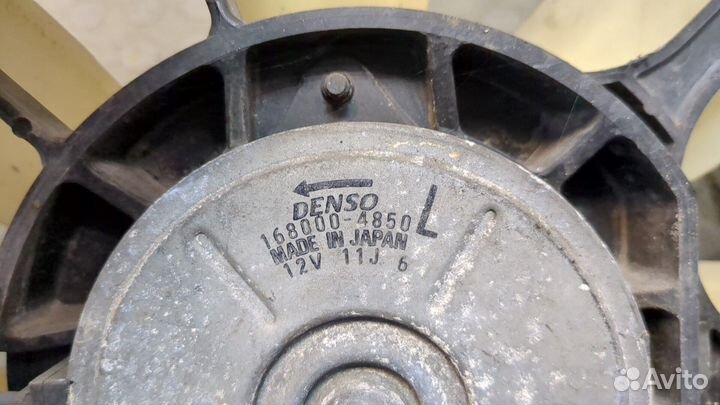 DENSO
168000-4850 L
MADE IN JAPAN
12V 11J 6
Avito